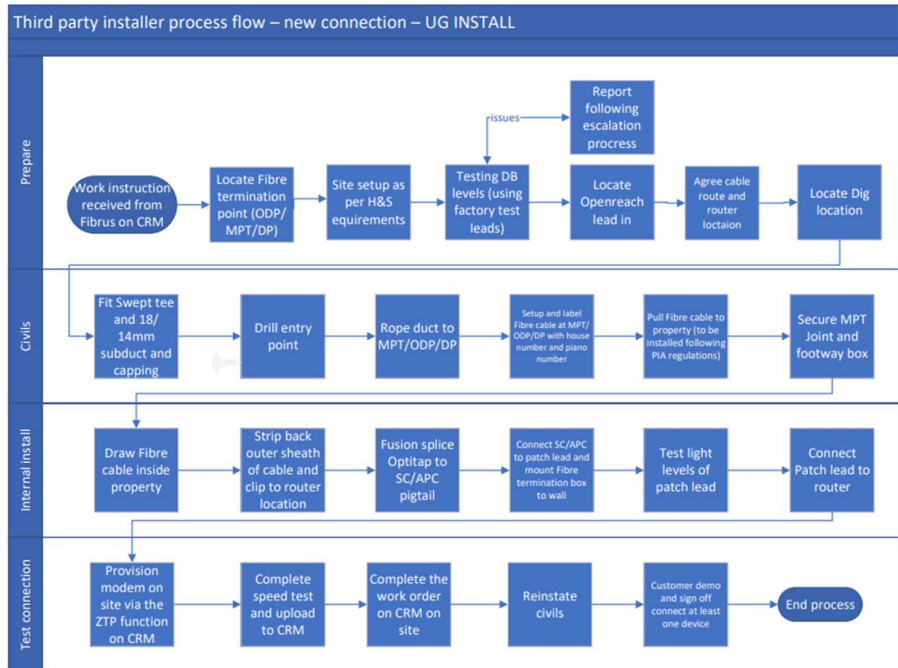 Third party installer process flow – new connection – UG INSTALL
Prepare
Work instruction
received from
Fibrus on CRM
Locate Fibre
termination
point (ODP/
MPT/DP)
Site setup as
per H&S
equirements
Testing DB
levels (using
factory test
leads)
issues
Report
following
escalation
procress
Locate
Openreach
lead in
Agree cable
route and
router
loctaion
Locate Dig
location
Civils
Fit Swept tee
and 18/
14mm
subduct and
capping
Drill entry
point
Rope duct to
MPT/ODP/DP
Setup and label
Fibre cable at MPT/
ODP/DP with house
number and piano
number
Pull Fibre cable to
property (to be
installed following
PIA regulations)
Secure MPT
Joint and
footway box
Internal install
Draw Fibre
cable inside
property
Strip back
outer sheath
of cable and
clip to router
location
Fusion splice
Optitap to
SC/APC
pigtail
Connect SC/APC
to patch lead and
mount Fibre
termination box
to wall
Test light
levels of
patch lead
Connect
Patch lead to
router
Test connection
Provision
modem on
site via the
ZTP function
on CRM
Complete
speed test
and upload
to CRM
Complete the
work order
on CRM on
site
Reinstate
civils
Customer demo
and sign off
connect at least
one device
End process